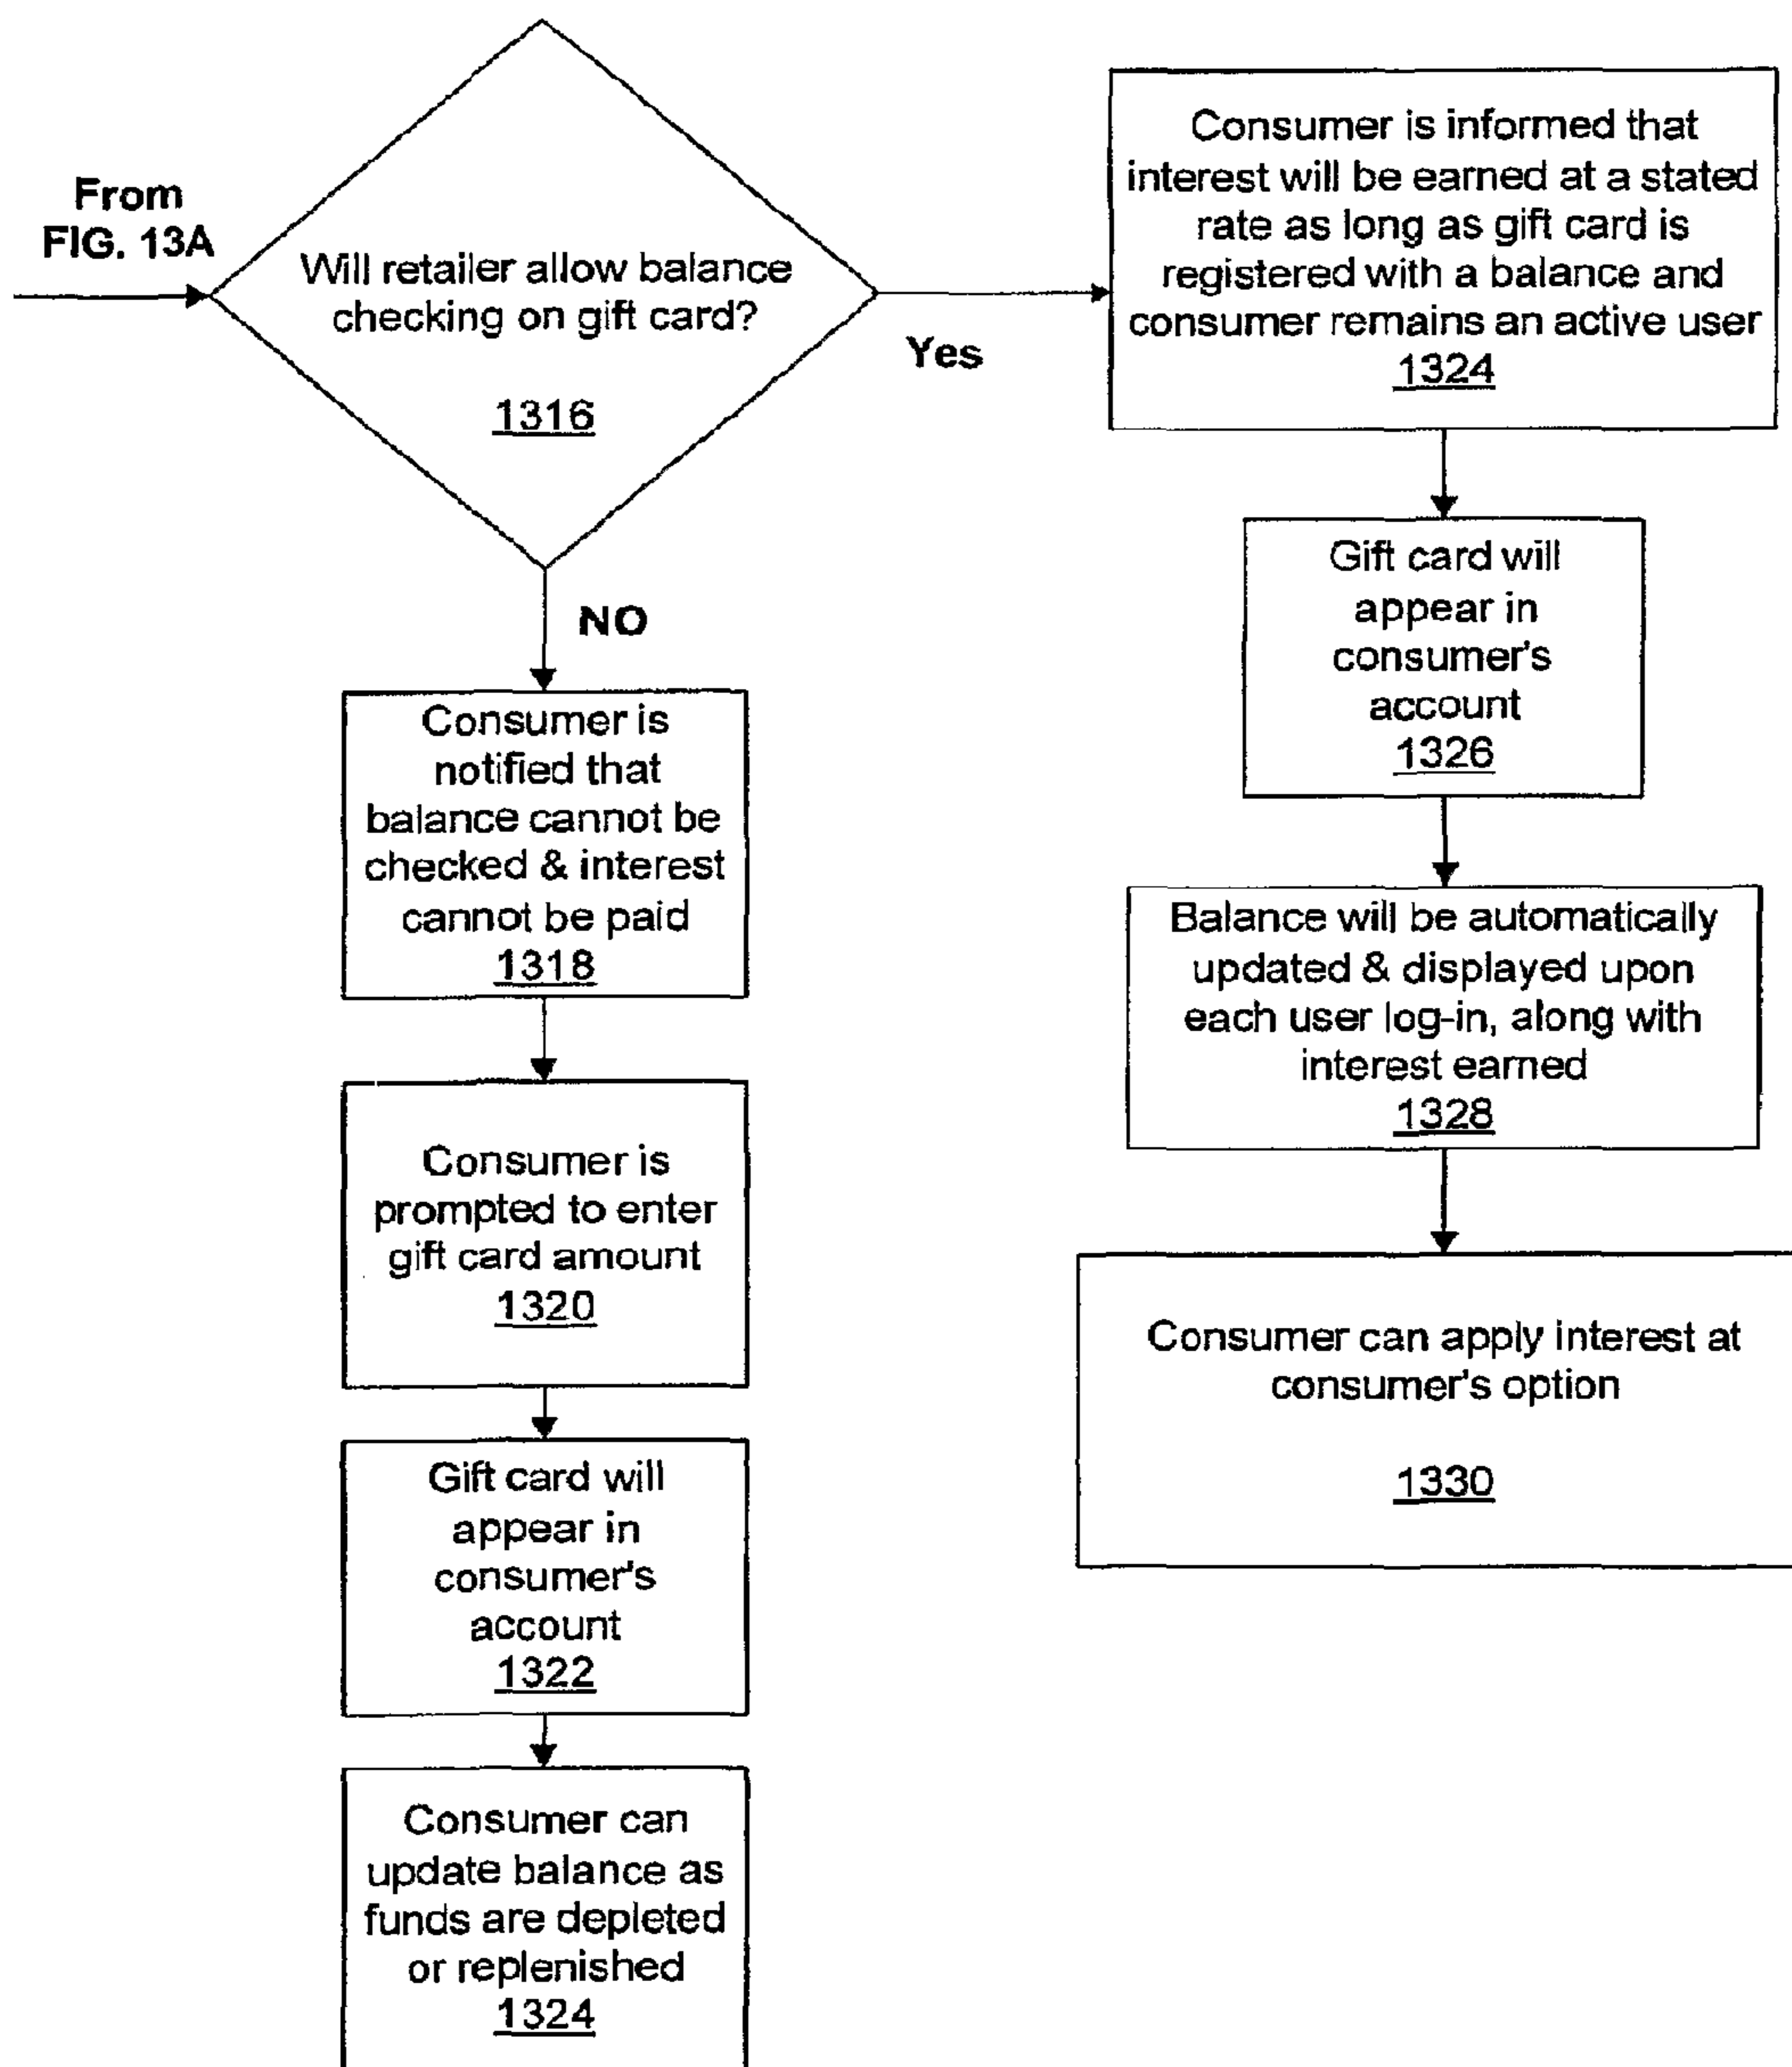 From
FIG. 13A
Will retailer allow balance
checking on gift card?
1316
Yes
NO
Consumer is
notified that
balance cannot be
checked & interest
cannot be paid
1318
Consumer is
prompted to enter
gift card amount
1320
Gift card will
appear in
consumer's
account
1322
Consumer can
update balance as
funds are depleted
or replenished
1324
Consumer is informed that
interest will be earned at a stated
rate as long as gift card is
registered with a balance and
consumer remains an active user
1324
Gift card will
appear in
consumer's
account
1326
Balance will be automatically
updated & displayed upon
each user log-in, along with
interest earned
1328
Consumer can apply interest at
consumer's option
1330